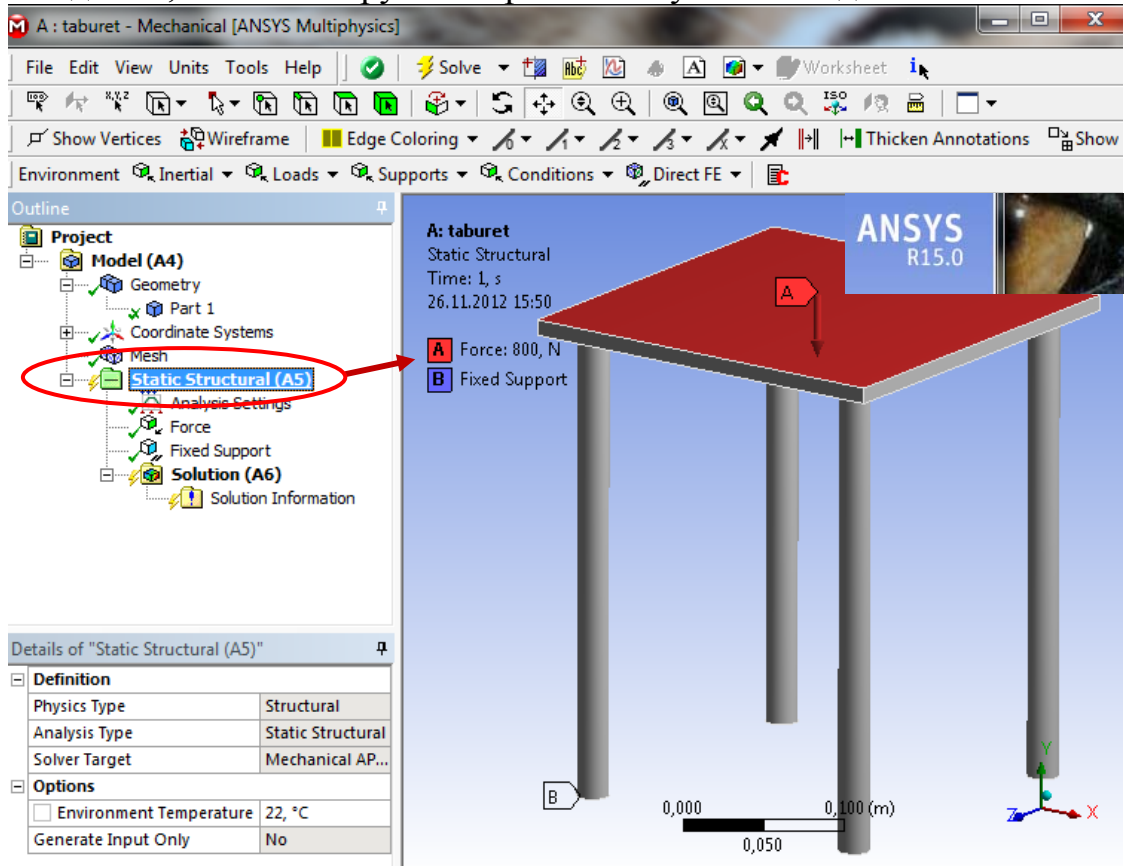 A : taburet - Mechanical [ANSYS Multiphysics]
File Edit View Units Tools Help Solve Worksheet
Show Vertices Wireframe Edge Coloring Thicken Annotations Show
Environment Inertial Loads Supports Conditions Direct FE
Outline
Project
Model (A4)
Geometry
Part 1
Coordinate Systems
Mesh
Static Structural (A5)
Analysis Settings
Force
Fixed Support
Solution (A6)
Solution Information
A: taburet
Static Structural
Time: 1, s
26.11.2012 15:50
A Force: 800, N
B Fixed Support
ANSYS
R15.0
A
B
0,000 0,100 (m)
0,050
Y
Z X
Details of "Static Structural (A5)"
Definition
Physics Type Structural
Analysis Type Static Structural
Solver Target Mechanical AP...
Options
Environment Temperature 22, °C
Generate Input Only No